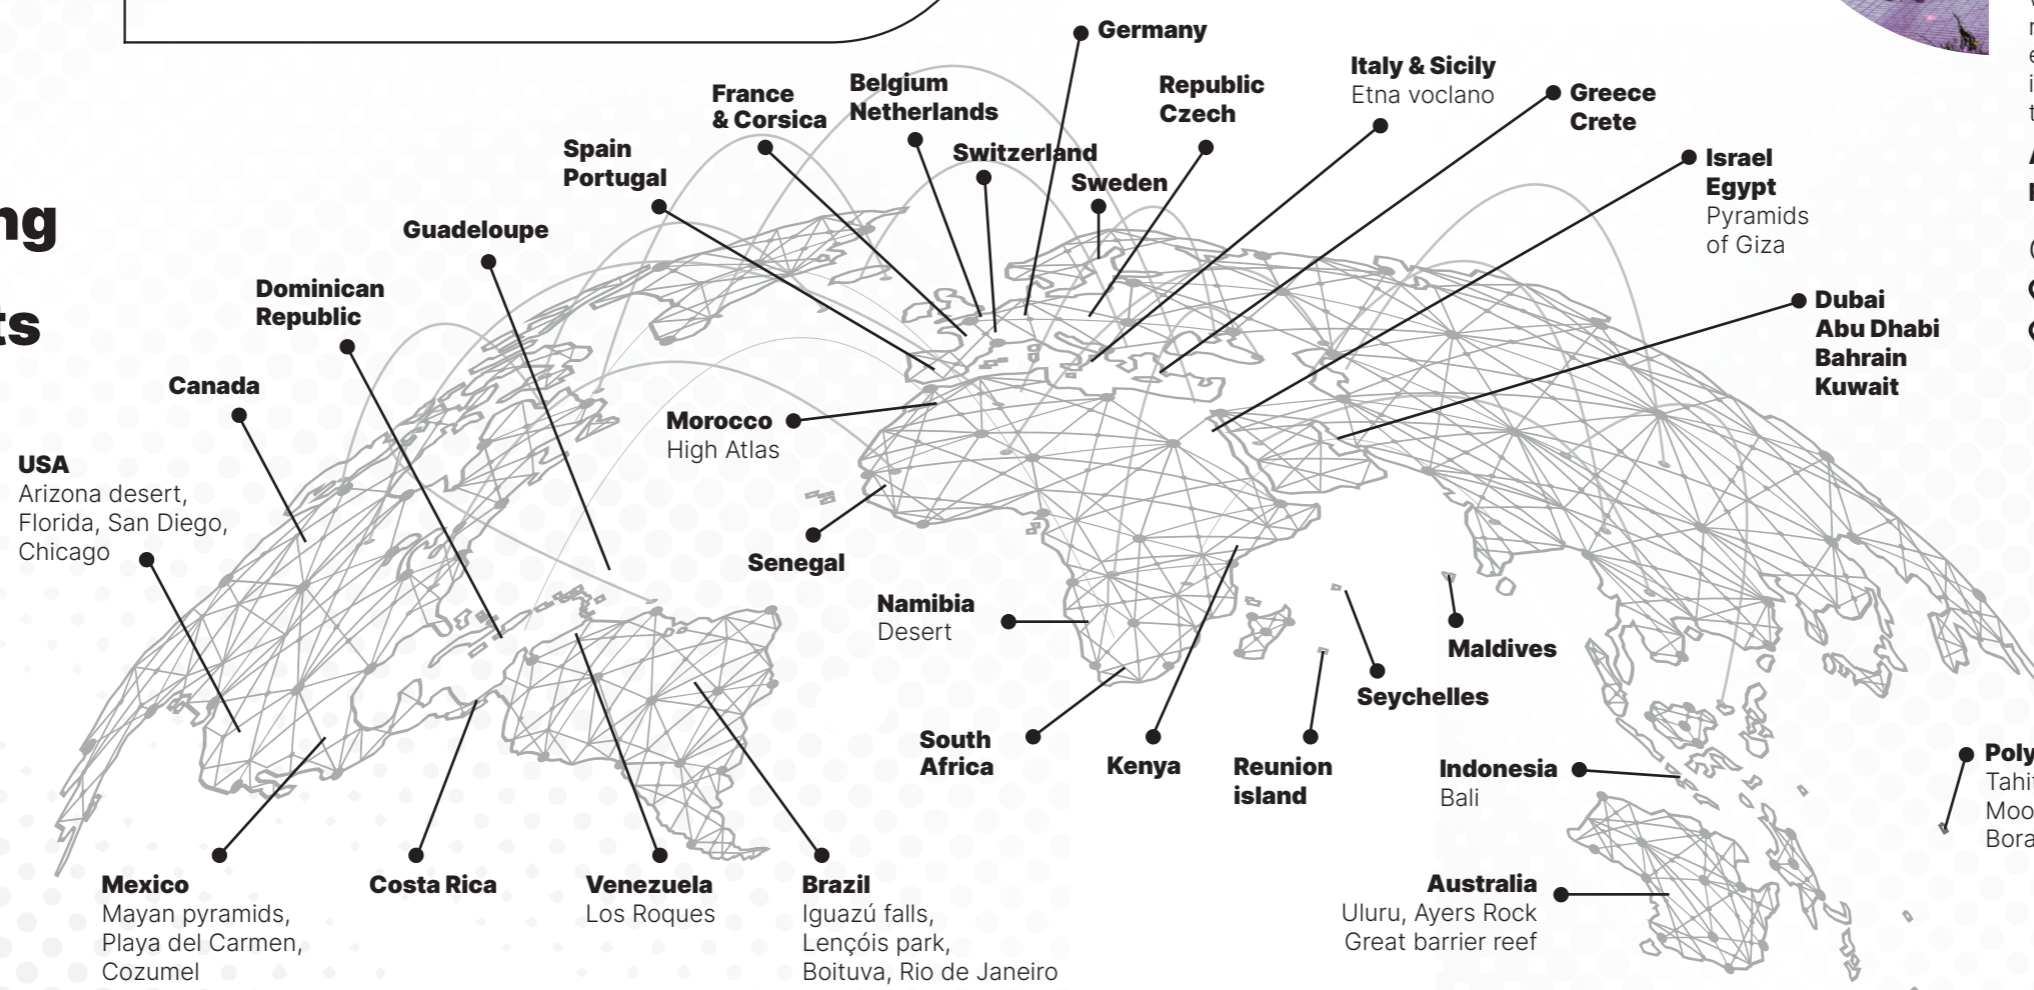 ng
ts
Germany
Italy & Sicily
Etna voclano
Belgium
Netherlands
Republic
Czech
France
& Corsica
Greece
Crete
Spain
Portugal
Switzerland
Sweden
Israel
Egypt
Pyramids
of Giza
Guadeloupe
Dominican
Republic
Dubai
Abu Dhabi
Bahrain
Kuwait
Canada
Morocco
High Atlas
USA
Arizona desert,
Florida, San Diego,
Chicago
Senegal
Namibia
Desert
Maldives
Seychelles
South
Africa
Kenya
Reunion
island
Indonesia
Bali
Poly
Tahit
Moo
Bora
Mexico
Mayan pyramids,
Playa del Carmen,
Cozumel
Costa Rica
Venezuela
Los Roques
Brazil
Iguazú falls,
Lençóis park,
Boituva, Rio de Janeiro
Australia
Uluru, Ayers Rock
Great barrier reef